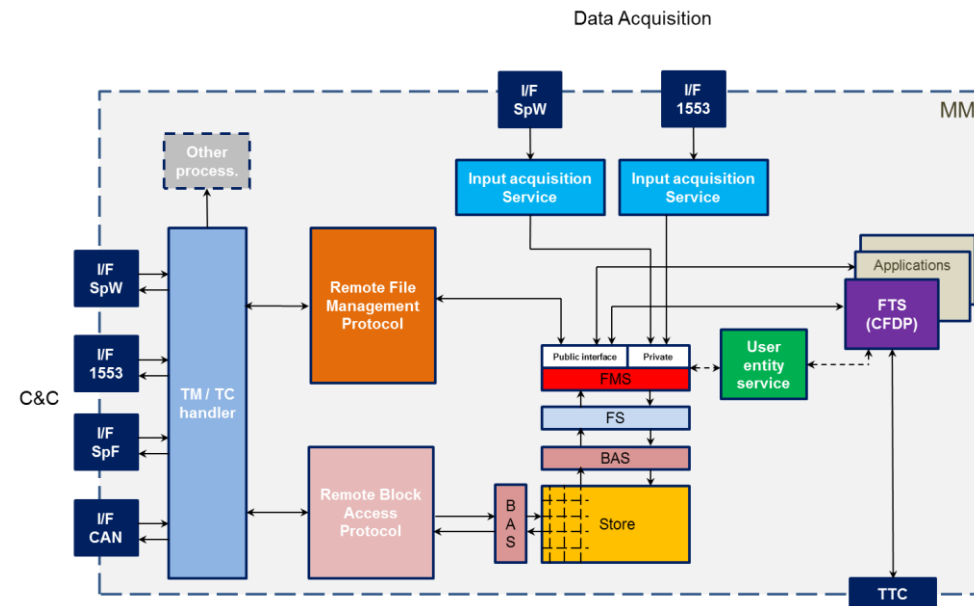 Data Acquisition
I/F
SpW
I/F
1553
MM
Other
process.
Input acquisition
Service
Input acquisition
Service
I/F
SpW
Remote File
Management
Protocol
Applications
FTS
(CFDP)
I/F
1553
C&C
TM / TC
handler
Public interface
Private
FMS
User
entity
service
FS
I/F
SpF
BAS
Remote Block
Access
Protocol
B
A
S
Store
I/F
CAN
TTC